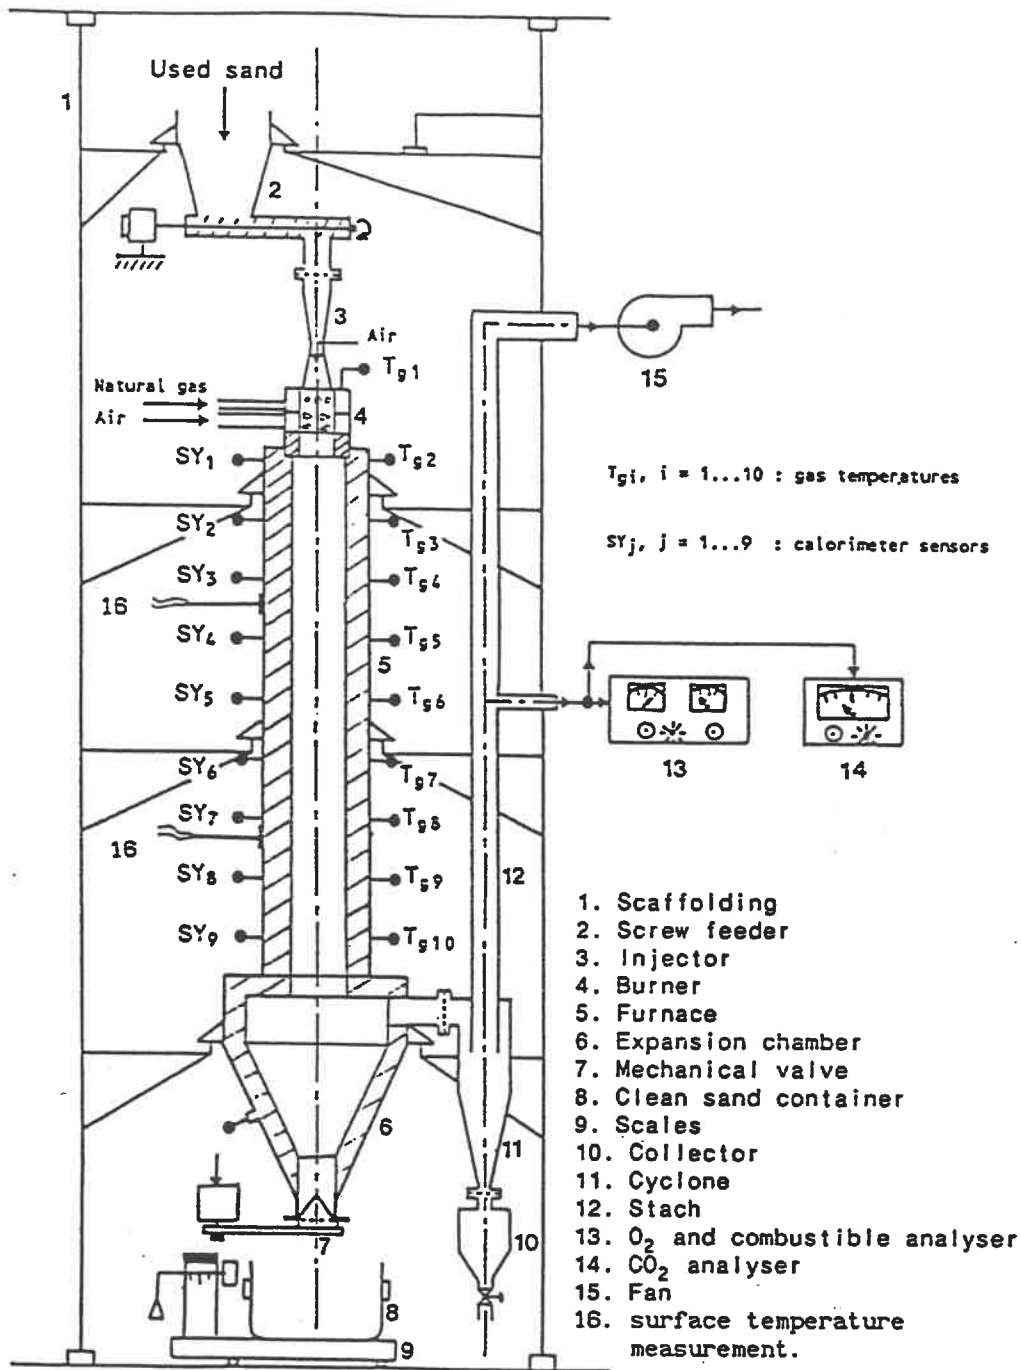 Used sand
1
2
3
Air
Tg1
Natural gas
Air
4
15
SY1
Tg2
Tgi, i = 1...10 : gas temperatures
SY2
Tg3
SYj, j = 1...9 : calorimeter sensors
SY3
Tg4
16
SY4
Tg5
5
SY5
Tg6
13
14
SY6
Tg7
SY7
Tg8
16
SY8
Tg9
12
SY9
Tg10
6
11
7
10
8
9
1. Scaffolding
2. Screw feeder
3. Injector
4. Burner
5. Furnace
6. Expansion chamber
7. Mechanical valve
8. Clean sand container
9. Scales
10. Collector
11. Cyclone
12. Stach
13. O2 and combustible analyser
14. CO2 analyser
15. Fan
16. surface temperature
measurement.